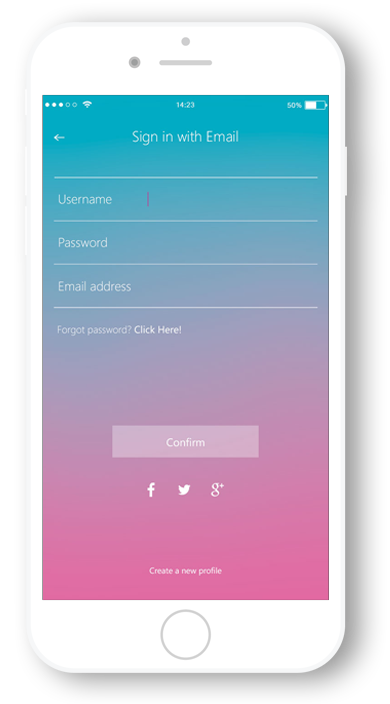 14:23
50%
Sign in with Email
Username
Password
Email address
Forgot password? Click Here!
Confirm
f
g+
Create a new profile